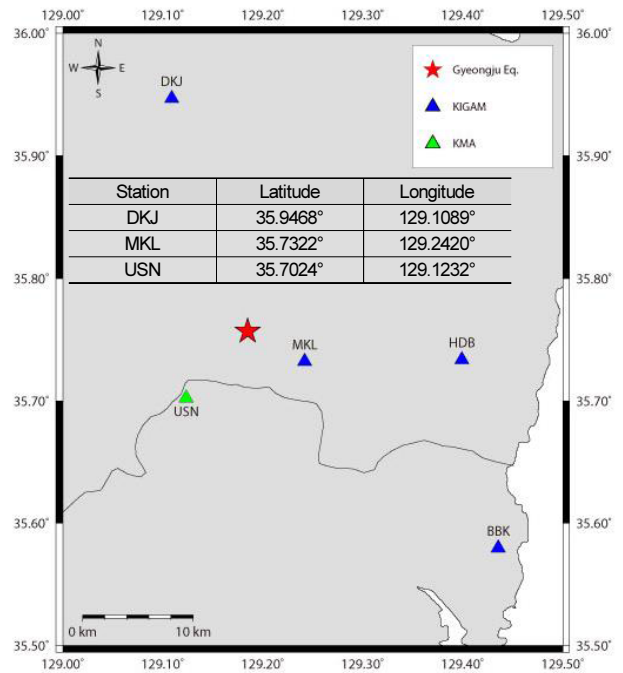 129.00° 129.10° 129.20° 129.30° 129.40° 129.50°
36.00° 36.00°
N
W E
S
DKJ
Gyeongju Eq.
KIGAM
KMA
35.90° 35.90°
Station Latitude Longitude
DKJ 35.9468° 129.1089°
MKL 35.7322° 129.2420°
USN 35.7024° 129.1232°
35.80° 35.80°
MKL
HDB
35.70° 35.70°
USN
35.60° 35.60°
BBK
0 km 10 km
35.50° 35.50°
129.00° 129.10° 129.20° 129.30° 129.40° 129.50°